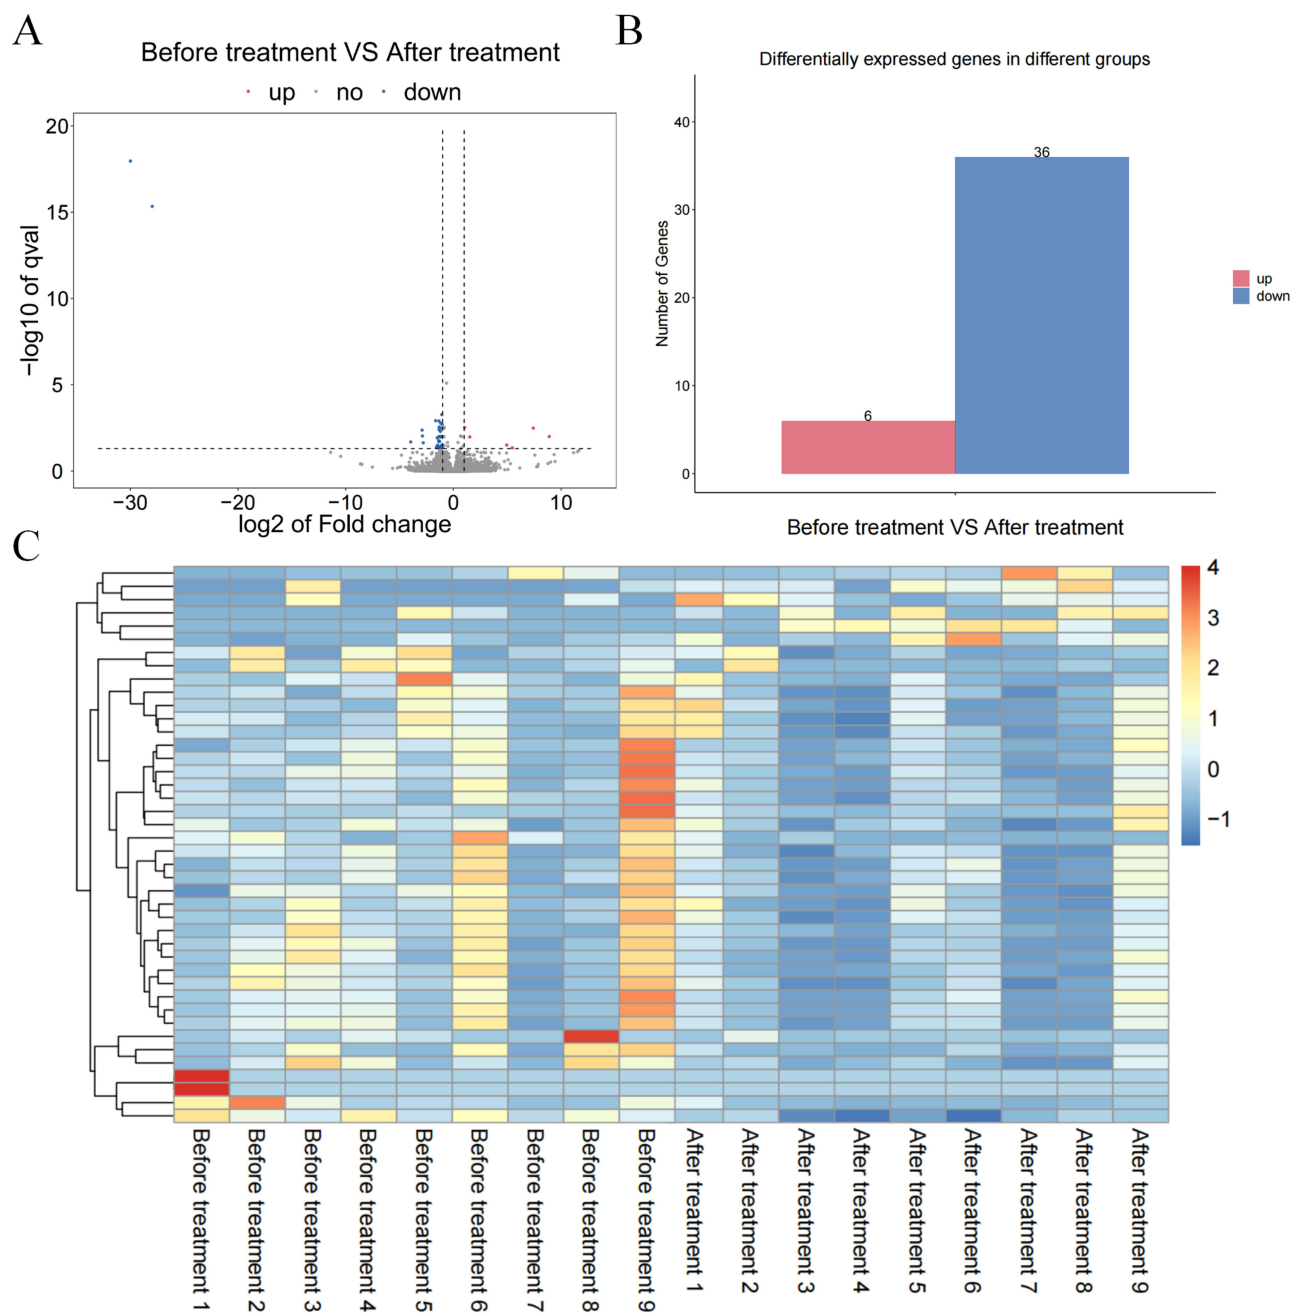 A
Before treatment VS After treatment
up no down
−log10 of qval
20
15
10
5
0
−30 −20 −10 0 10
log2 of Fold change
B
Differentially expressed genes in different groups
Number of Genes
40
30
20
10
0
6
36
up
down
Before treatment VS After treatment
C
4
3
2
1
0
−1
Before treatment 1
Before treatment 2
Before treatment 3
Before treatment 4
Before treatment 5
Before treatment 6
Before treatment 7
Before treatment 8
Before treatment 9
After treatment 1
After treatment 2
After treatment 3
After treatment 4
After treatment 5
After treatment 6
After treatment 7
After treatment 8
After treatment 9